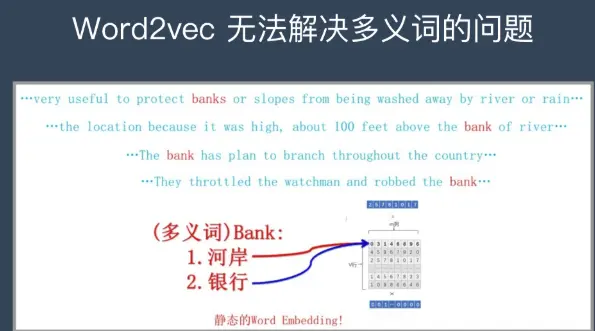 Word2vec 无法解决多义词的问题
…very useful to protect banks or slopes from being washed away by river or rain…
…the location because it was high, about 100 feet above the bank of river…
…The bank has plan to branch throughout the country…
…They throttled the watchman and robbed the bank…
(多义词)Bank:
1.河岸
2.银行
静态的Word Embedding!